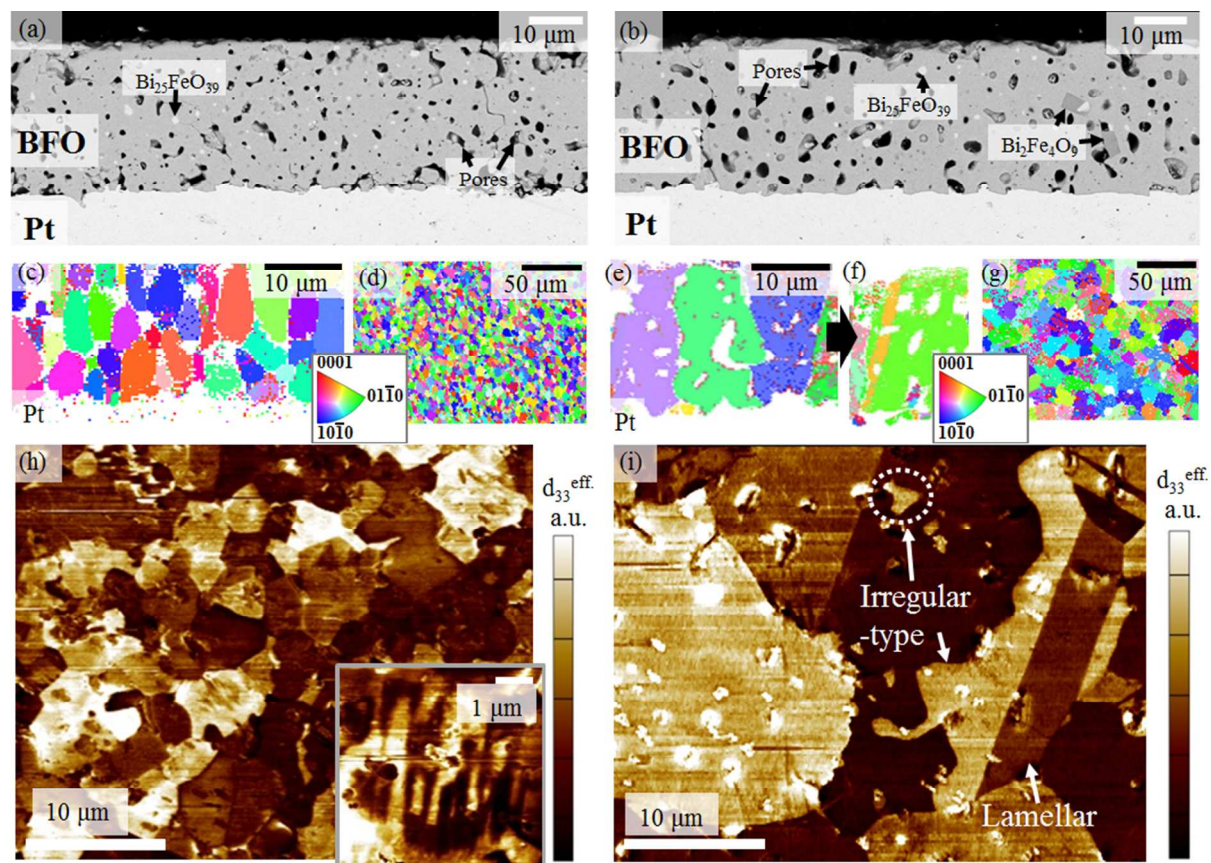 (a)
10 μm
Bi₂₅FeO₃₉
BFO
Pores
Pt
(b)
10 μm
Pores
Bi₂₅FeO₃₉
BFO
Bi₂Fe₄O₉
Pt
(c)
10 μm
Pt
(d)
50 μm
0001
011̄0
101̄0
(e)
10 μm
Pt
(f)
(g)
50 μm
0001
011̄0
101̄0
(h)
10 μm
1 μm
d₃₃ᵉᶠᶠ·
a.u.
(i)
Irregular
-type
Lamellar
10 μm
d₃₃ᵉᶠᶠ·
a.u.